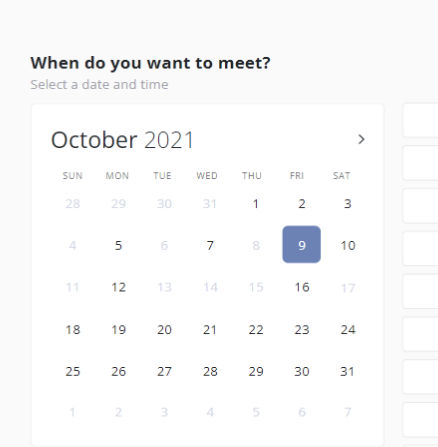 When do you want to meet?
Select a date and time
October 2021 >
SUN MON TUE WED THU FRI SAT
28 29 30 31 1 2 3
4 5 6 7 8 9 10
11 12 13 14 15 16 17
18 19 20 21 22 23 24
25 26 27 28 29 30 31
1 2 3 4 5 6 7